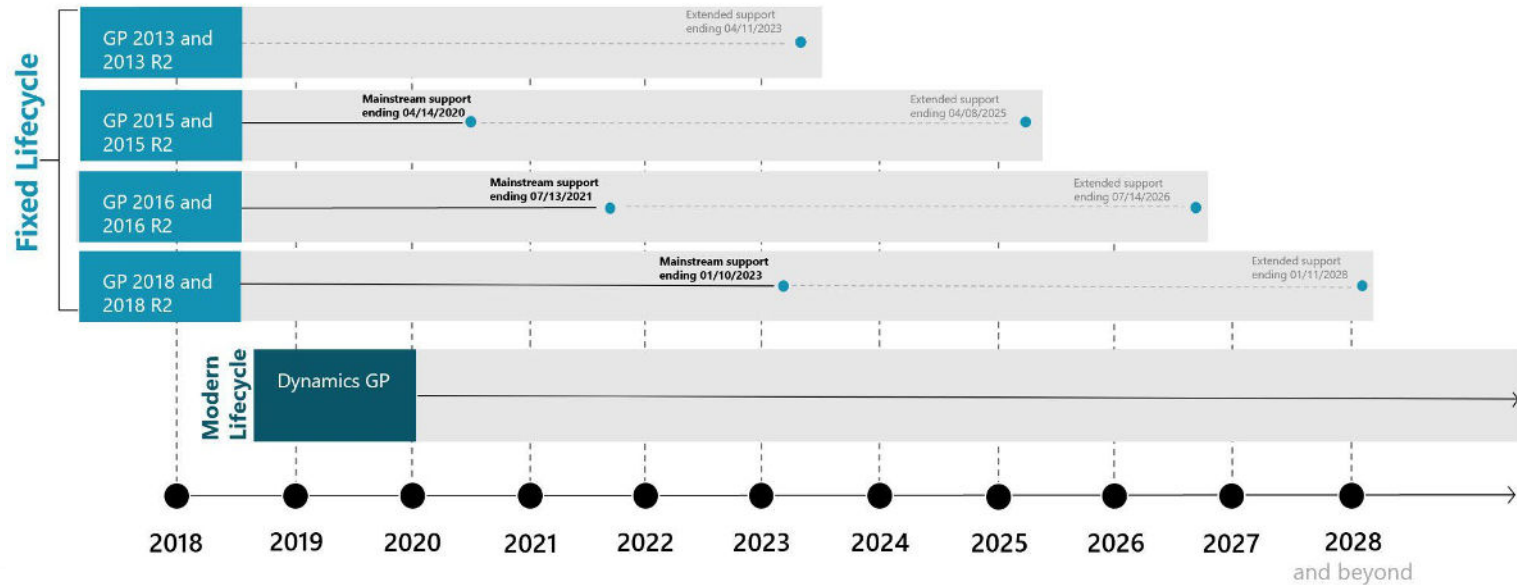 Fixed Lifecycle
GP 2013 and
2013 R2
Extended support
ending 04/11/2023
GP 2015 and
2015 R2
Mainstream support
ending 04/14/2020
Extended support
ending 04/08/2025
GP 2016 and
2016 R2
Mainstream support
ending 07/13/2021
Extended support
ending 07/14/2026
GP 2018 and
2018 R2
Mainstream support
ending 01/10/2023
Extended support
ending 01/11/2028
Modern
Lifecycle
Dynamics GP
2018
2019
2020
2021
2022
2023
2024
2025
2026
2027
2028
and beyond